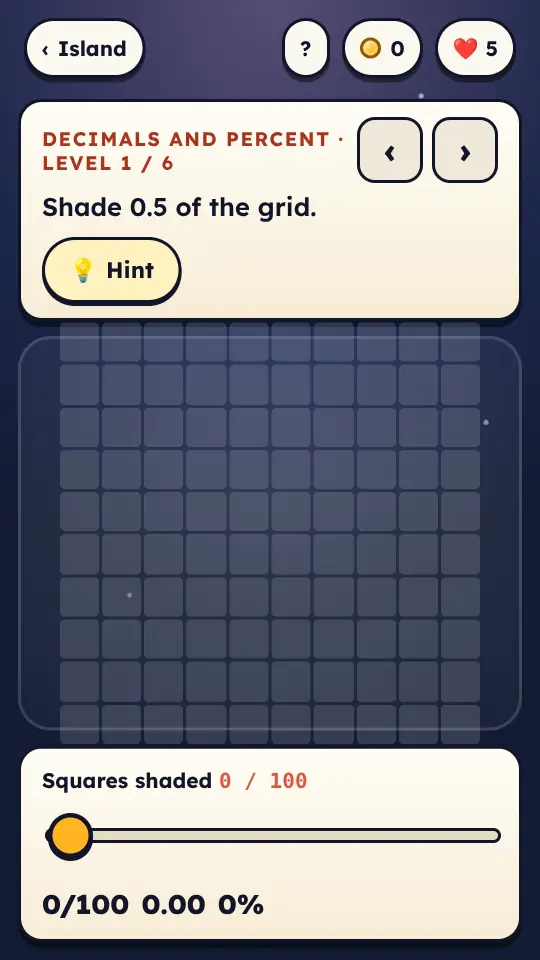 ‹ Island
?
0
5
DECIMALS AND PERCENT ·
LEVEL 1 / 6
‹
›
Shade 0.5 of the grid.
Hint
Squares shaded 0 / 100
0/100 0.00 0%